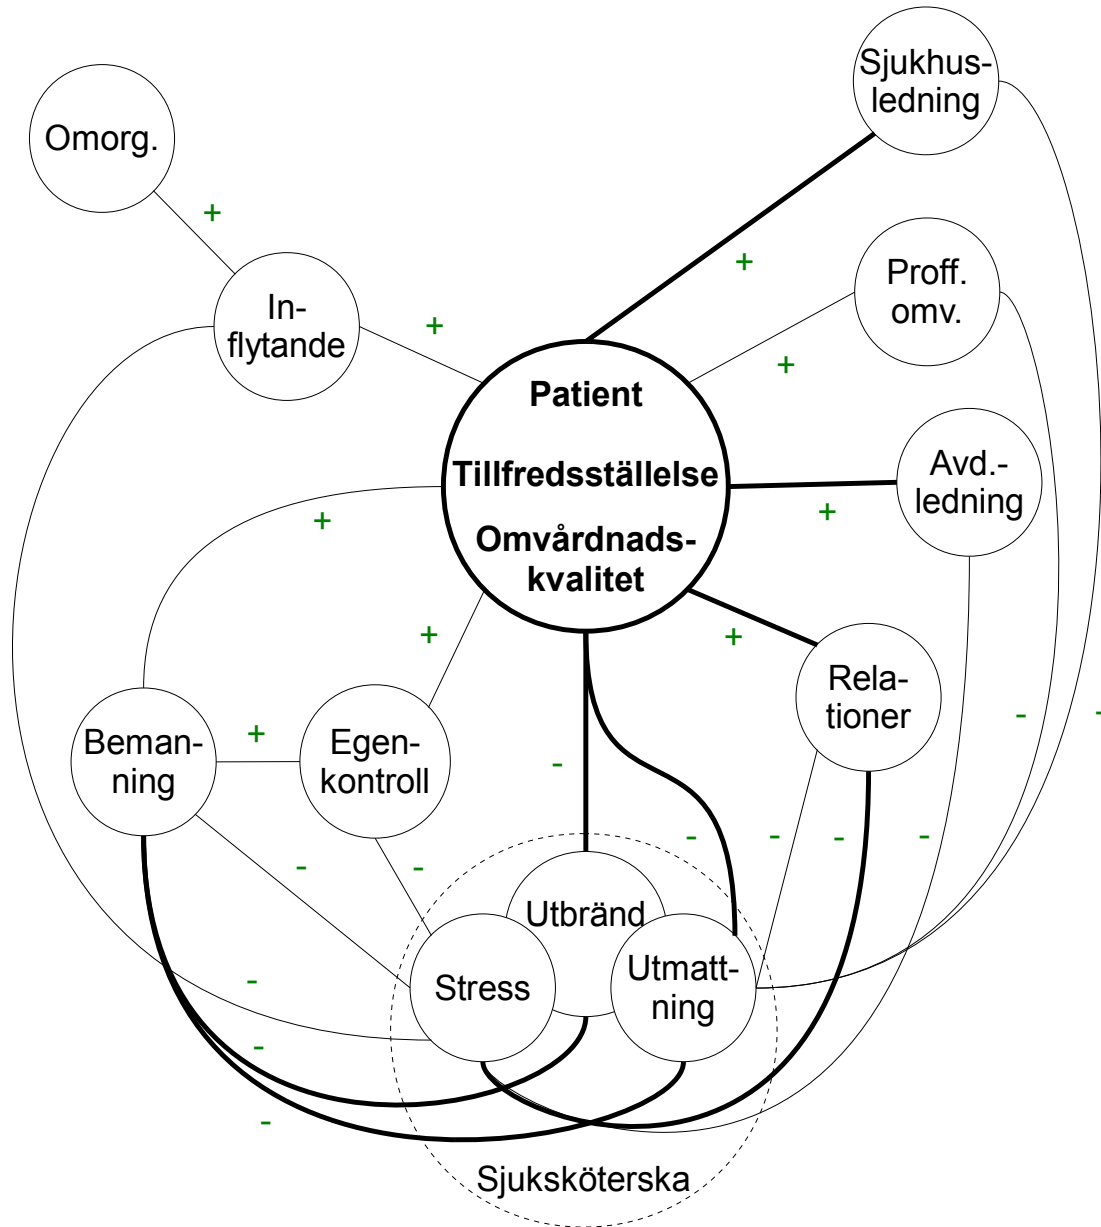 Sjukhus-
ledning
Omorg.
+
+
Proff.
omv.
In-
flytande
+
+
Patient
Tillfredsställelse
Omvårdnads-
kvalitet
Avd.-
ledning
+
+
+
+
Rela-
tioner
-
-
Beman-
ning
+
Egen-
kontroll
-
-
-
-
-
-
-
Utbränd
Stress
Utmatt-
ning
-
-
-
Sjuksköterska